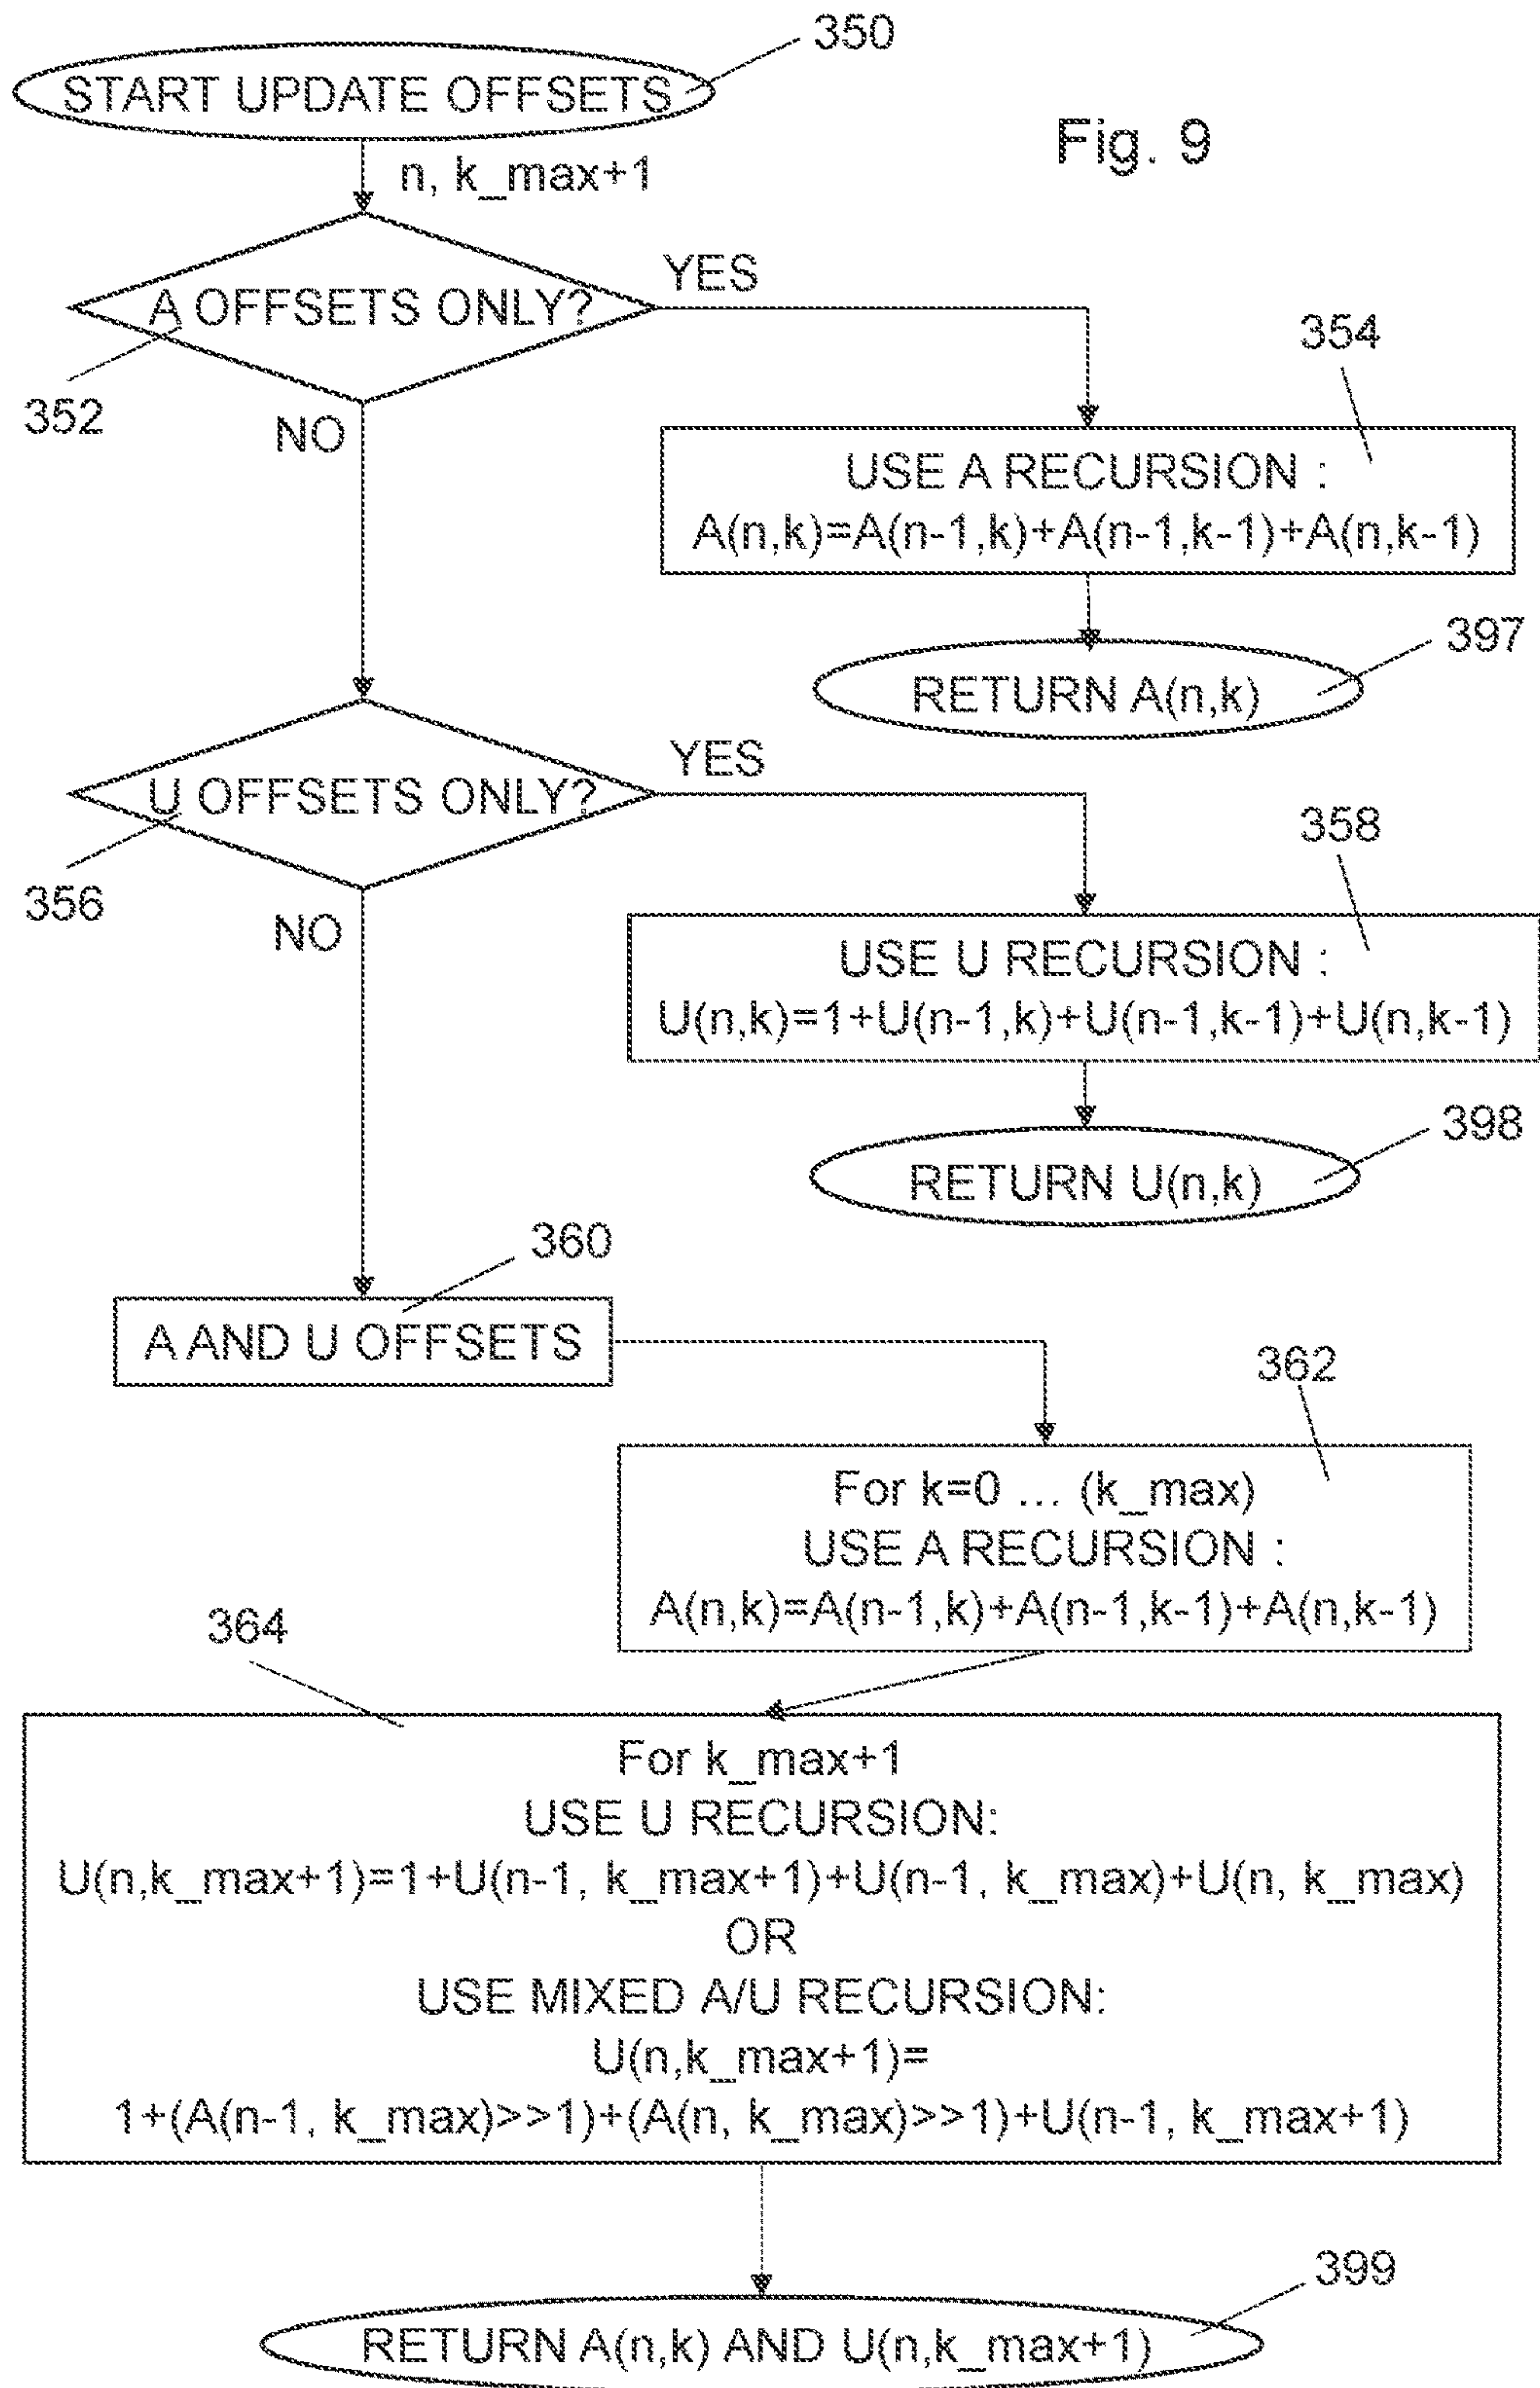 350
START UPDATE OFFSETS
Fig. 9
n, k_max+1
A OFFSETS ONLY?
YES
352
NO
354
USE A RECURSION :
A(n,k)=A(n-1,k)+A(n-1,k-1)+A(n,k-1)
397
RETURN A(n,k)
U OFFSETS ONLY?
YES
356
NO
358
USE U RECURSION :
U(n,k)=1+U(n-1,k)+U(n-1,k-1)+U(n,k-1)
398
RETURN U(n,k)
360
A AND U OFFSETS
362
For k=0 ... (k_max)
USE A RECURSION :
A(n,k)=A(n-1,k)+A(n-1,k-1)+A(n,k-1)
364
For k_max+1
USE U RECURSION:
U(n,k_max+1)=1+U(n-1, k_max+1)+U(n-1, k_max)+U(n, k_max)
OR
USE MIXED A/U RECURSION:
U(n,k_max+1)=
1+(A(n-1, k_max)>>1)+(A(n, k_max)>>1)+U(n-1, k_max+1)
399
RETURN A(n,k) AND U(n,k_max+1)